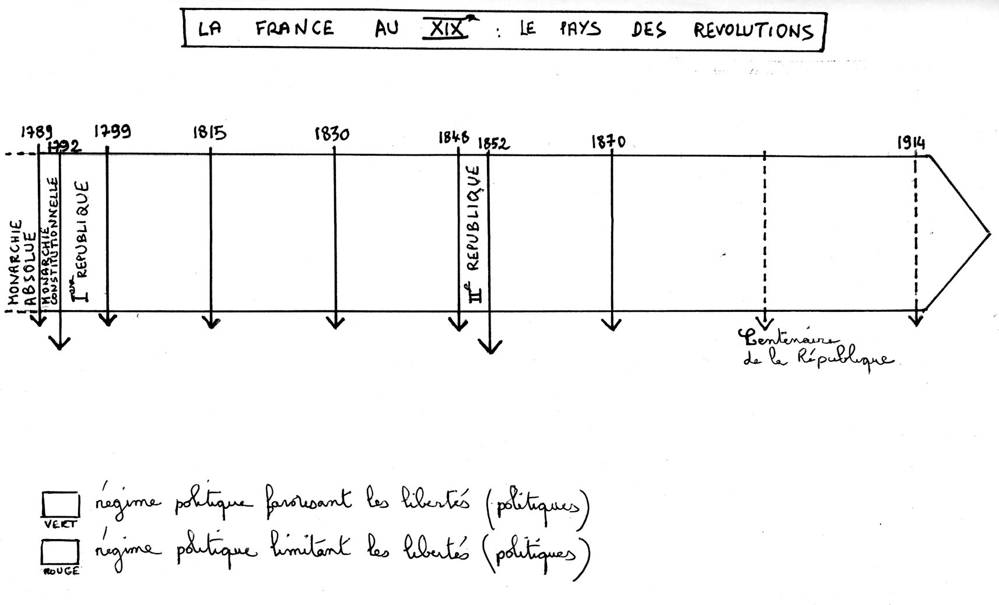 LA FRANCE AU XIXe : LE PAYS DES REVOLUTIONS
1789
1792
1799
1815
1830
1848
1852
1870
1914
MONARCHIE
ABSOLUE
MONARCHIE
CONSTITUTIONNELLE
Iere REPUBLIQUE
IIe REPUBLIQUE
Centenaire
de la République
régime politique favorisant les libertés (politiques)
VERT
régime politique limitant les libertés (politiques)
ROUGE